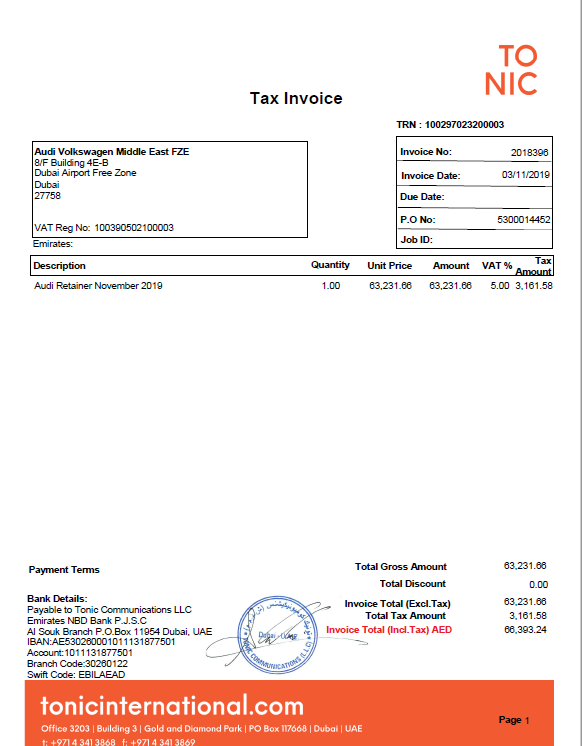 TO
NIC
Tax Invoice
TRN : 100297023200003
Audi Volkswagen Middle East FZE
8/F Building 4E-B
Dubai Airport Free Zone
Dubai
27758
VAT Reg No: 100390502100003
Emirates:
Invoice No: 2018396
Invoice Date: 03/11/2019
Due Date:
P.O No: 5300014452
Job ID:
Description Quantity Unit Price Amount VAT % Tax Amount
Audi Retainer November 2019 1.00 63,231.66 63,231.66 5.00 3,161.58
Payment Terms
Total Gross Amount 63,231.66
Total Discount 0.00
Invoice Total (Excl.Tax) 63,231.66
Total Tax Amount 3,161.58
Invoice Total (Incl.Tax) AED 66,393.24
Bank Details:
Payable to Tonic Communications LLC
Emirates NBD Bank P.J.S.C
Al Souk Branch P.O.Box 11954 Dubai, UAE
IBAN:AE530260001011131877501
Account:1011131877501
Branch Code:30260122
Swift Code: EBILAEAD
Dubai - UAE
TONIC COMMUNICATIONS (L.L.C)
tonicinternational.com
Office 3203 | Building 3 | Gold and Diamond Park | PO Box 117668 | Dubai | UAE
t: +971 4 341 3868 f: +971 4 341 3869
Page 1